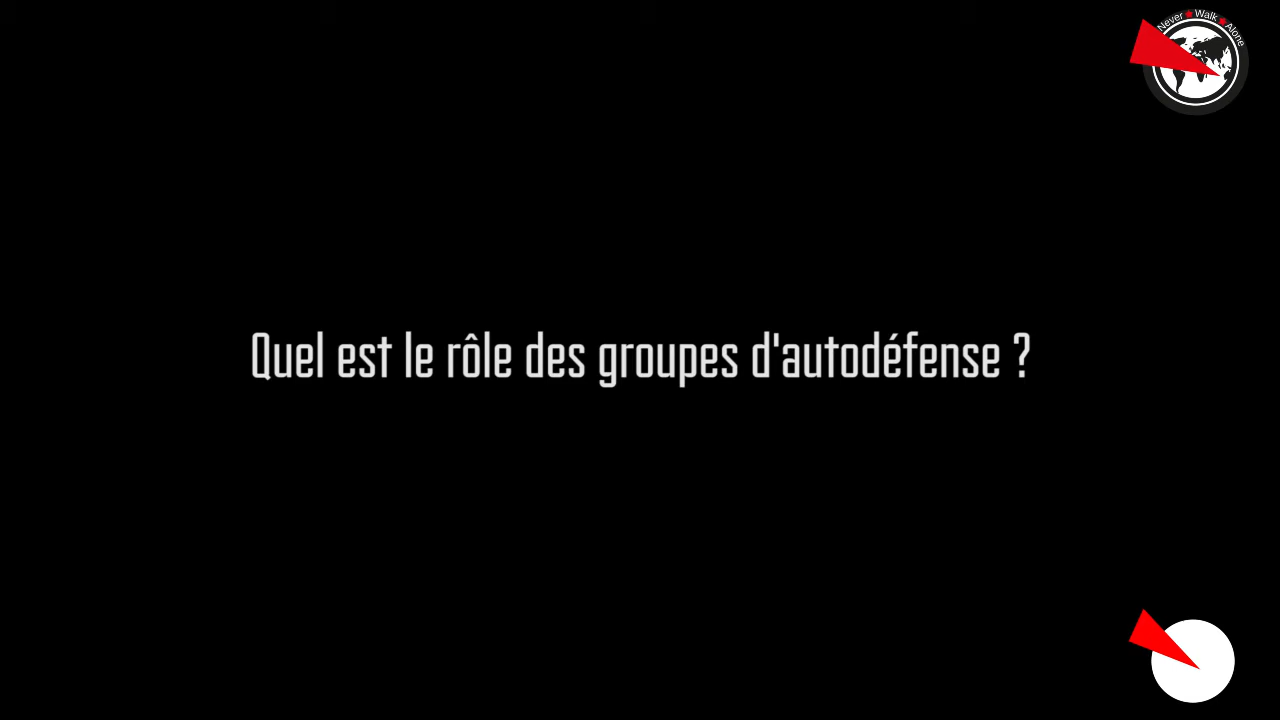 Never ★ Walk ★ Alone
Quel est le rôle des groupes d'autodéfense ?